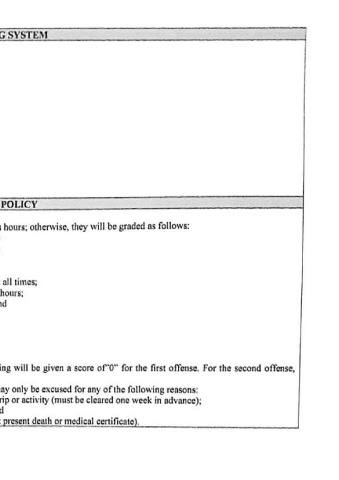 G SYSTEM
POLICY
hours; otherwise, they will be graded as follows:
all times;
hours;
nd
ing will be given a score of"0" for the first offense. For the second offense,
ay only be excused for any of the following reasons:
rip or activity (must be cleared one week in advance);
d
present death or medical certificate).